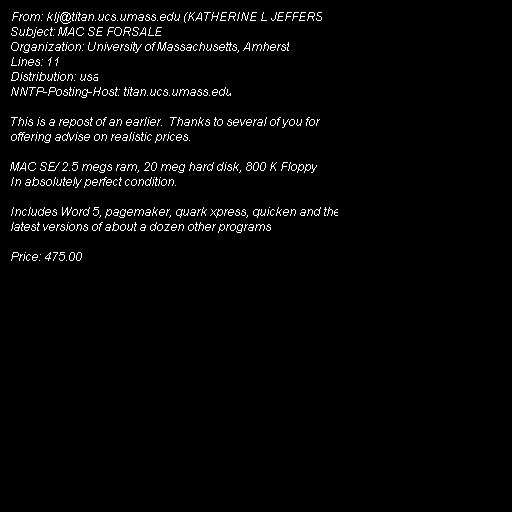 From: klj@titan.ucs.umass.edu (KATHERINE L JEFFERS
Subject: MAC SE FORSALE
Organization: University of Massachusetts, Amherst
Lines: 11
Distribution: usa
NNTP-Posting-Host: titan.ucs.umass.edu
This is a repost of an earlier. Thanks to several of you for
offering advise on realistic prices.
MAC SE/ 2.5 megs ram, 20 meg hard disk, 800 K Floppy
In absolutely perfect condition.
Includes Word 5, pagemaker, quark xpress, quicken and the
latest versions of about a dozen other programs
Price: 475.00